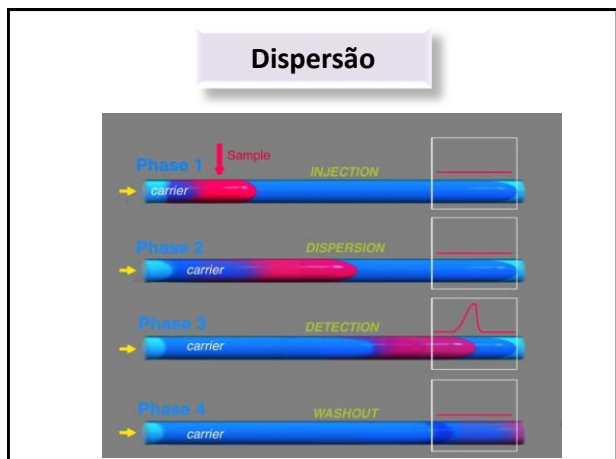 Dispersão
Phase 1
Sample
INJECTION
carrier
Phase 2
DISPERSION
carrier
Phase 3
DETECTION
carrier
Phase 4
WASHOUT
carrier